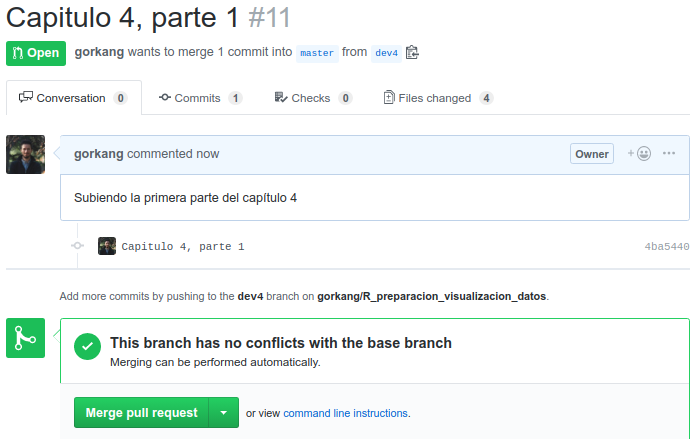 Capitulo 4, parte 1 #11
Open gorkang wants to merge 1 commit into master from dev4
Conversation 0 Commits 1 Checks 0 Files changed 4
gorkang commented now Owner + ...
Subiendo la primera parte del capítulo 4
Capitulo 4, parte 1 4ba5440
Add more commits by pushing to the dev4 branch on gorkang/R_preparacion_visualizacion_datos.
This branch has no conflicts with the base branch
Merging can be performed automatically.
Merge pull request or view command line instructions.